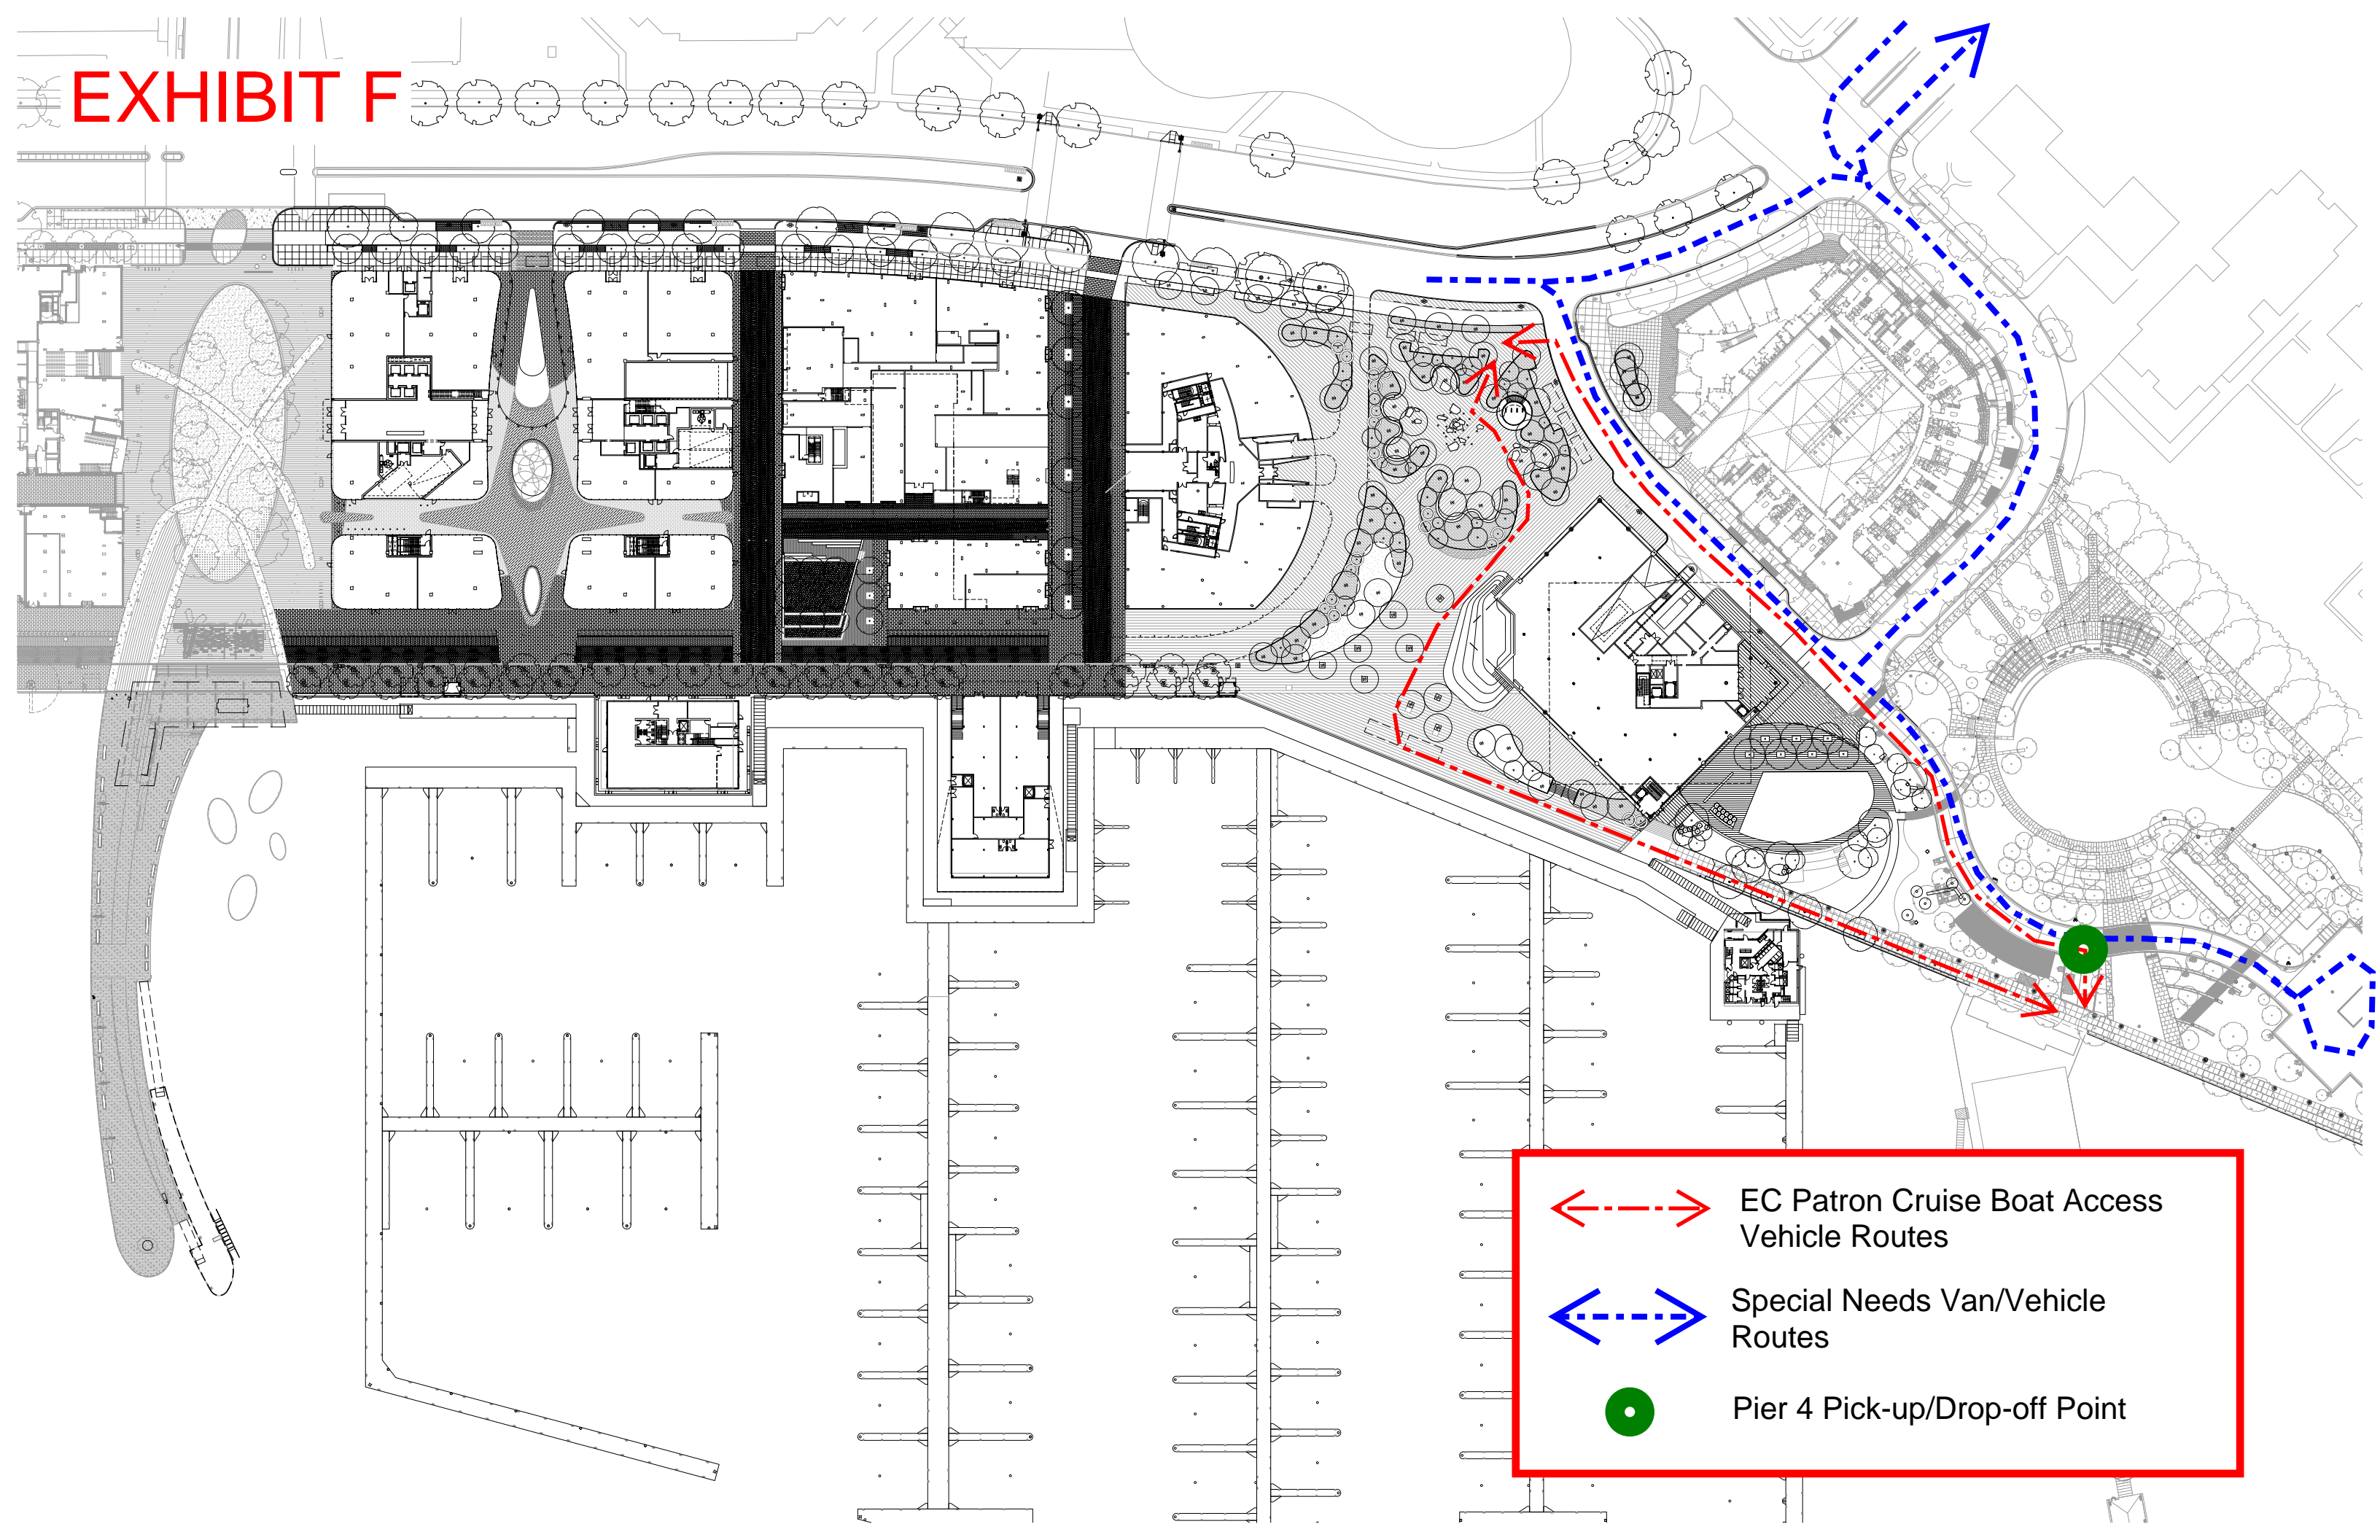 EXHIBIT F
EC Patron Cruise Boat Access
Vehicle Routes
Special Needs Van/Vehicle
Routes
Pier 4 Pick-up/Drop-off Point